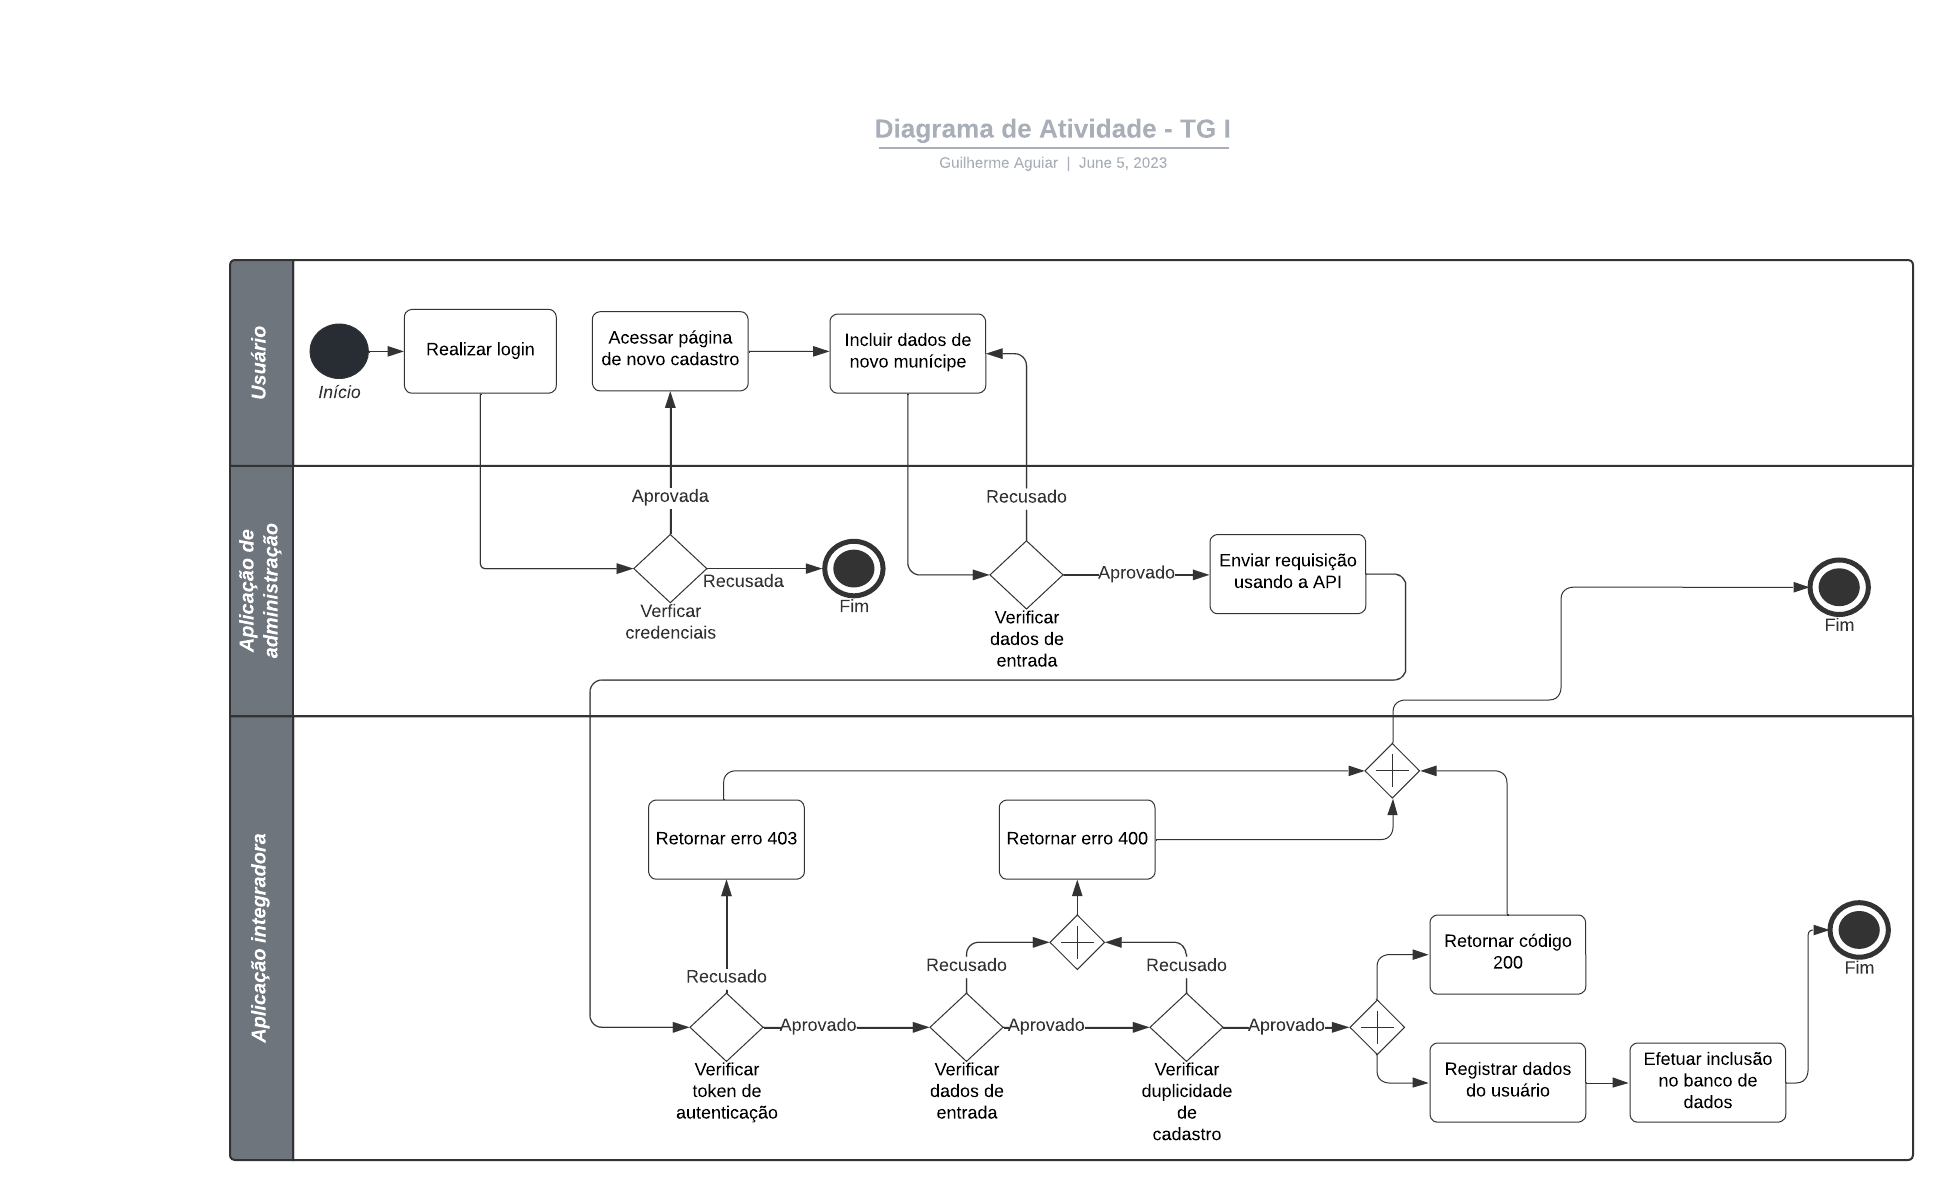 Diagrama de Atividade - TG I
Guilherme Aguiar | June 5, 2023
Usuário
Início
Realizar login
Acessar página
de novo cadastro
Incluir dados de
novo munícipe
Aplicação de
administração
Aprovada
Recusada
Verficar
credenciais
Fim
Recusado
Aprovado
Verificar
dados de
entrada
Enviar requisição
usando a API
Fim
Aplicação integradora
Retornar erro 403
Retornar erro 400
Recusado
Recusado
Recusado
Retornar código
200
Fim
Aprovado
Aprovado
Aprovado
Verificar
token de
autenticação
Verificar
dados de
entrada
Verificar
duplicidade
de
cadastro
Registrar dados
do usuário
Efetuar inclusão
no banco de
dados